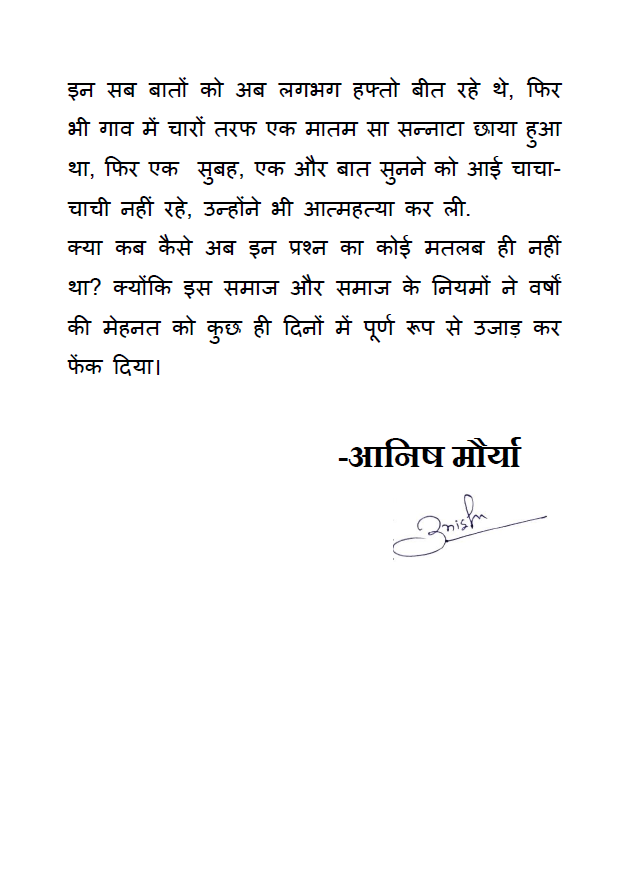 इन सब बातों को अब लगभग हफ्तो बीत रहे थे, फिर
भी गाव में चारों तरफ एक मातम सा सन्नाटा छाया हुआ
था, फिर एक सुबह, एक और बात सुनने को आई चाचा-
चाची नहीं रहे, उन्होंने भी आत्महत्या कर ली.
क्या कब कैसे अब इन प्रश्न का कोई मतलब ही नहीं
था? क्योंकि इस समाज और समाज के नियमों ने वर्षों
की मेहनत को कुछ ही दिनों में पूर्ण रूप से उजाड़ कर
फेंक दिया।
-आनिष मौर्या
Anish